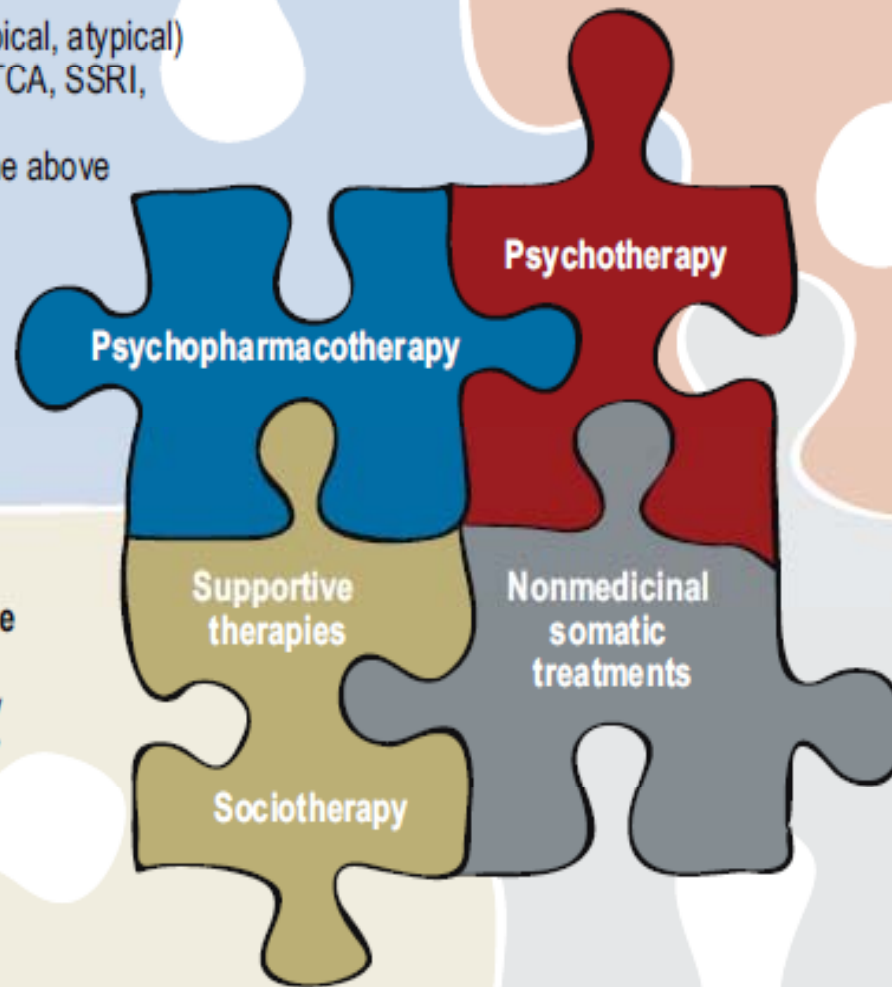 pical, atypical)
TCA, SSRI,
e above
Psychotherapy
Psychopharmacotherapy
Supportive
therapies
Nonmedicinal
somatic
treatments
e
Sociotherapy